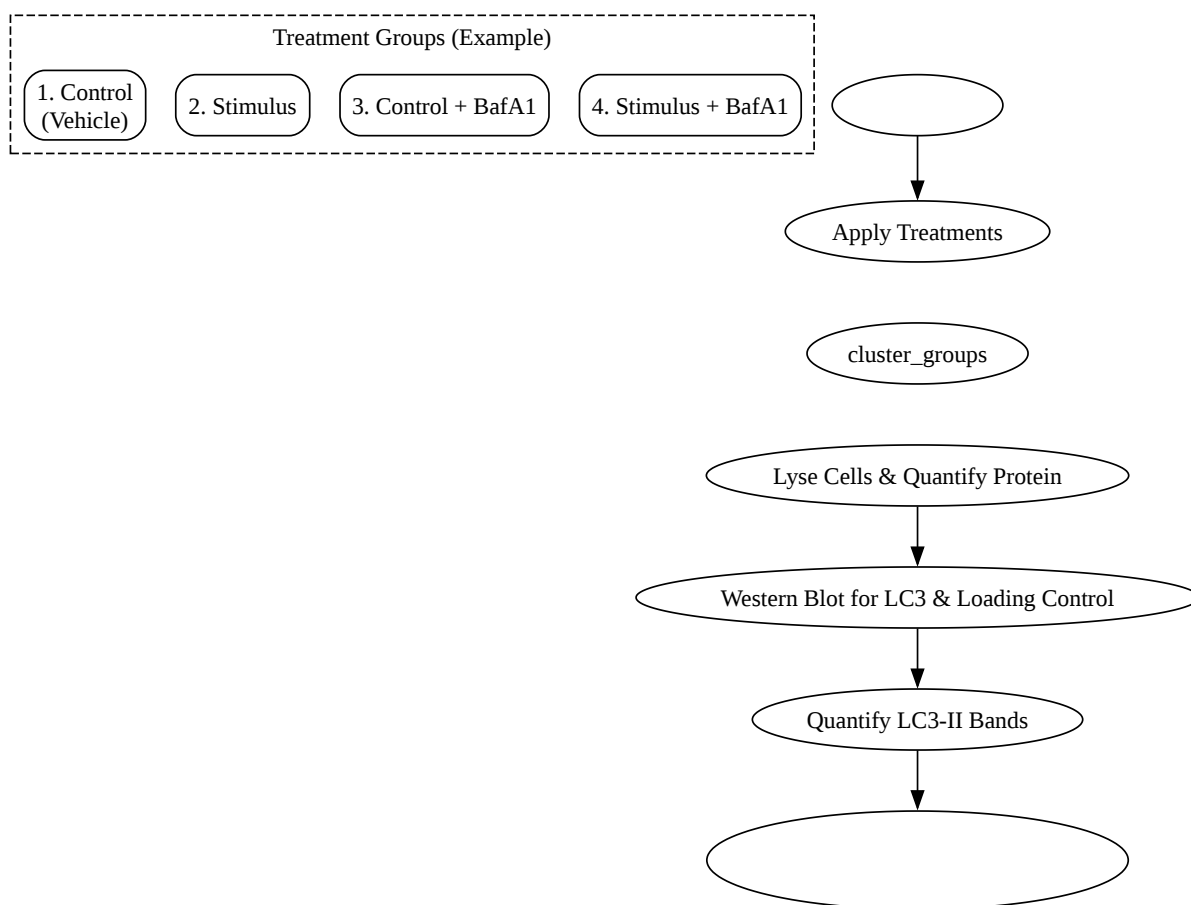 Treatment Groups (Example)
1. Control
(Vehicle)
2. Stimulus
3. Control + BafA1
4. Stimulus + BafA1
Apply Treatments
cluster_groups
Lyse Cells & Quantify Protein
Western Blot for LC3 & Loading Control
Quantify LC3-II Bands